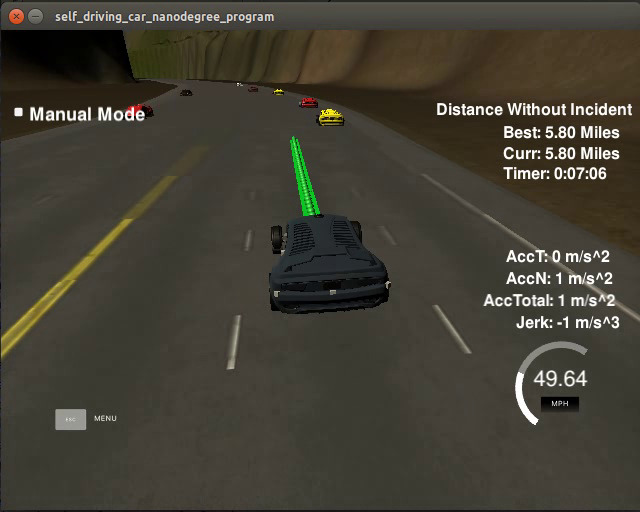 self_driving_car_nanodegree_program
Manual Mode
Distance Without Incident
Best: 5.80 Miles
Curr: 5.80 Miles
Timer: 0:07:06
AccT: 0 m/s^2
AccN: 1 m/s^2
AccTotal: 1 m/s^2
Jerk: -1 m/s^3
49.64
MPH
ESC MENU